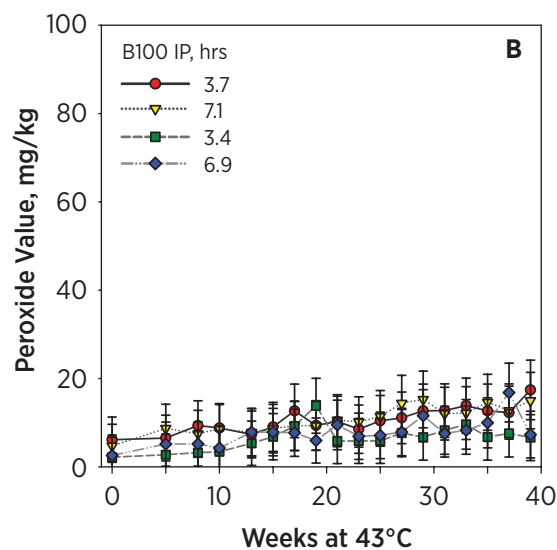 100
B100 IP, hrs
B
3.7
80
7.1
3.4
6.9
60
40
20
0
Peroxide Value, mg/kg
0 10 20 30 40
Weeks at 43°C